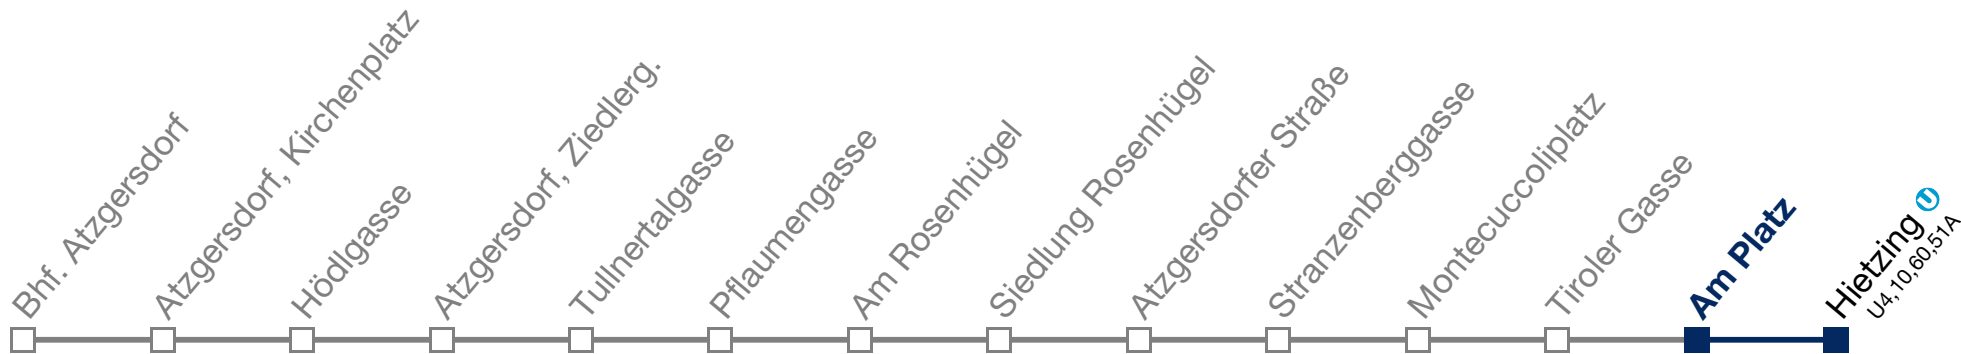 Bhf. Atzgersdorf
Atzgersdorf, Kirchenplatz
Hödlgasse
Atzgersdorf, Ziedlerg.
Tullnertalgasse
Pflaumengasse
Am Rosenhügel
Siedlung Rosenhügel
Atzgersdorfer Straße
Stranzenberggasse
Montecuccoliplatz
Tiroler Gasse
Am Platz
Hietzing U
U4,10,60,51A